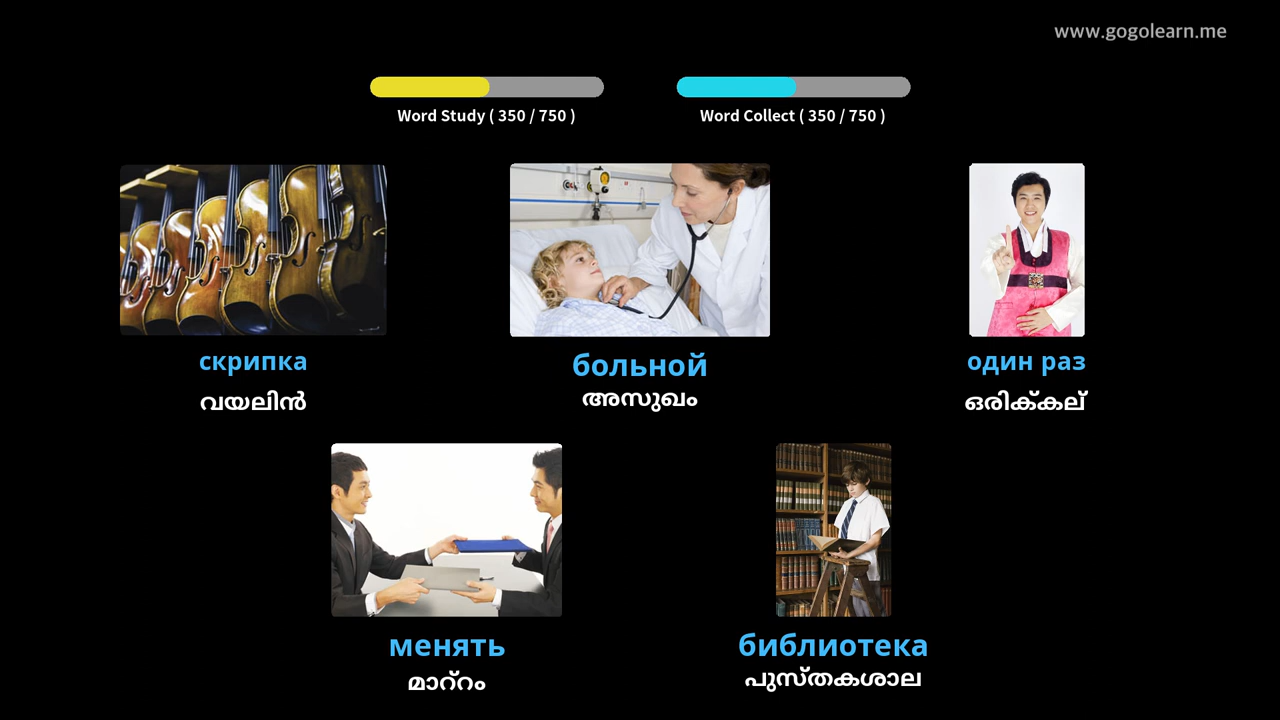 www.gogolearn.me
Word Study ( 350 / 750 )
Word Collect ( 350 / 750 )
скрипка
വയലിൻ
больной
അസുഖം
один раз
ഒരിക്കല്
менять
മാറ്റം
библиотека
പുസ്തകശാല